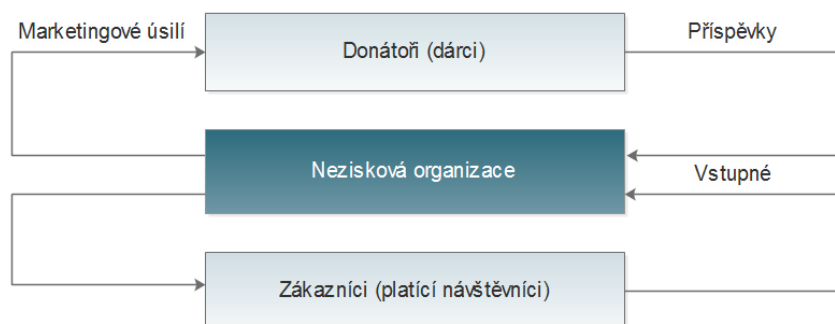 Marketingové úsilí
Donátoři (dárci)
Příspěvky
Nezisková organizace
Vstupné
Zákazníci (platící návštěvníci)